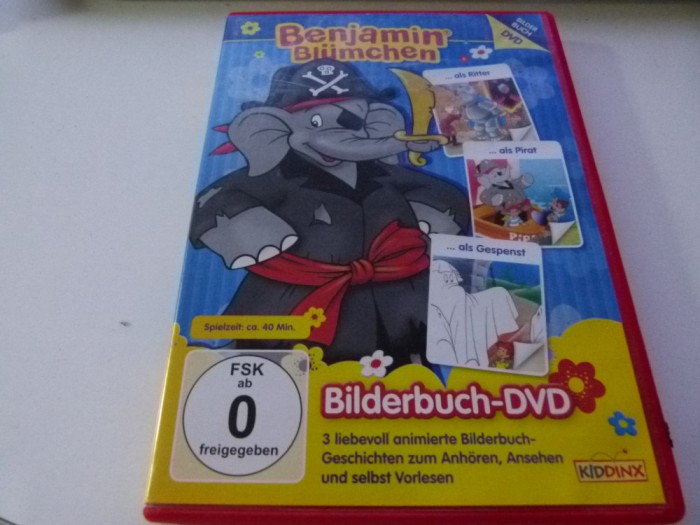 Benjamin
Blümchen
BILDER
BUCH
DVD
... als Ritter
... als Pirat
... als Gespenst
Spielzeit: ca. 40 Min.
FSK
ab
0
freigegeben
Bilderbuch-DVD
3 liebevoll animierte Bilderbuch-
Geschichten zum Anhören, Ansehen
und selbst Vorlesen
KIDDINX